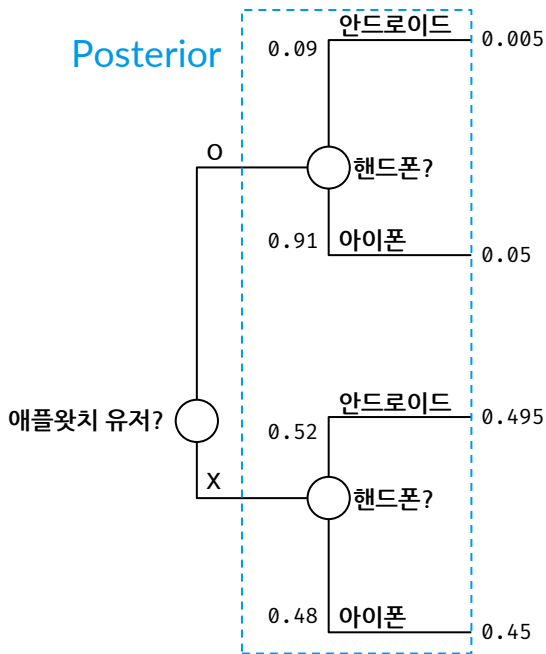 안드로이드
0.005
Posterior
0.09
O
핸드폰?
0.91
아이폰
0.05
안드로이드
0.495
애플왓치 유저?
0.52
X
핸드폰?
0.48
아이폰
0.45